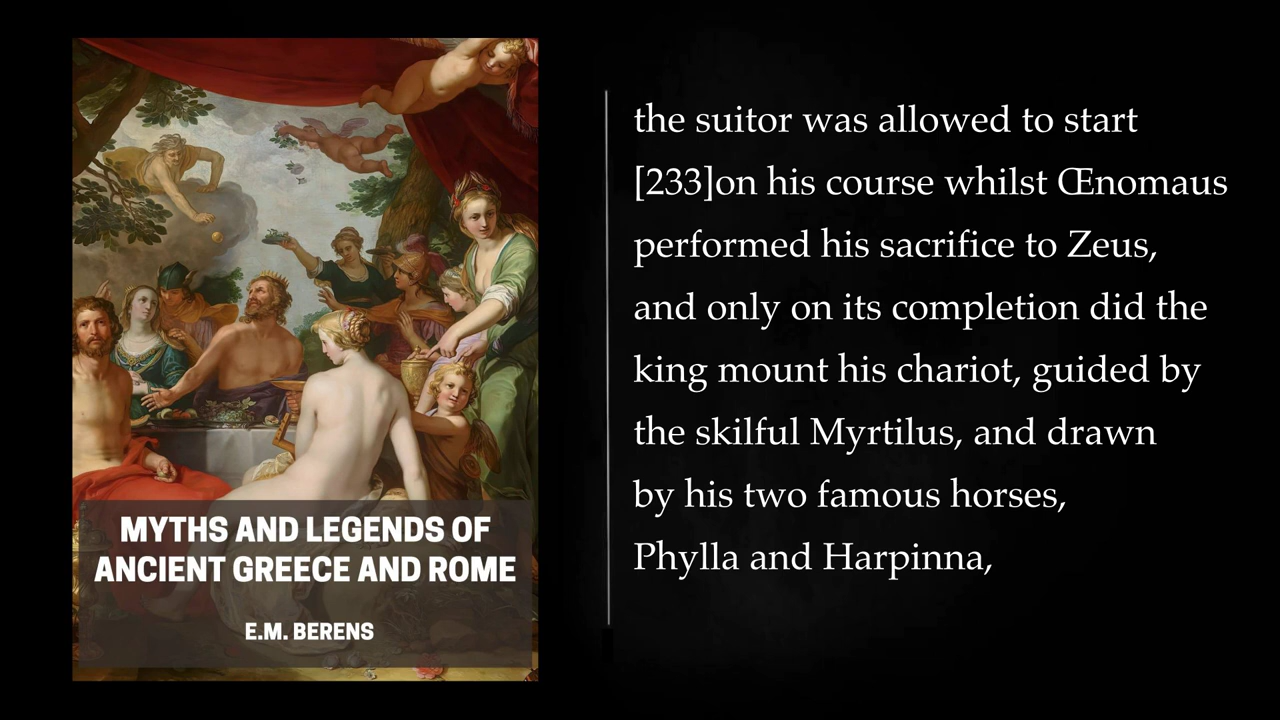 MYTHS AND LEGENDS OF
ANCIENT GREECE AND ROME
E.M. BERENS
the suitor was allowed to start
[233]on his course whilst Œnomaus
performed his sacrifice to Zeus,
and only on its completion did the
king mount his chariot, guided by
the skilful Myrtilus, and drawn
by his two famous horses,
Phylla and Harpinna,